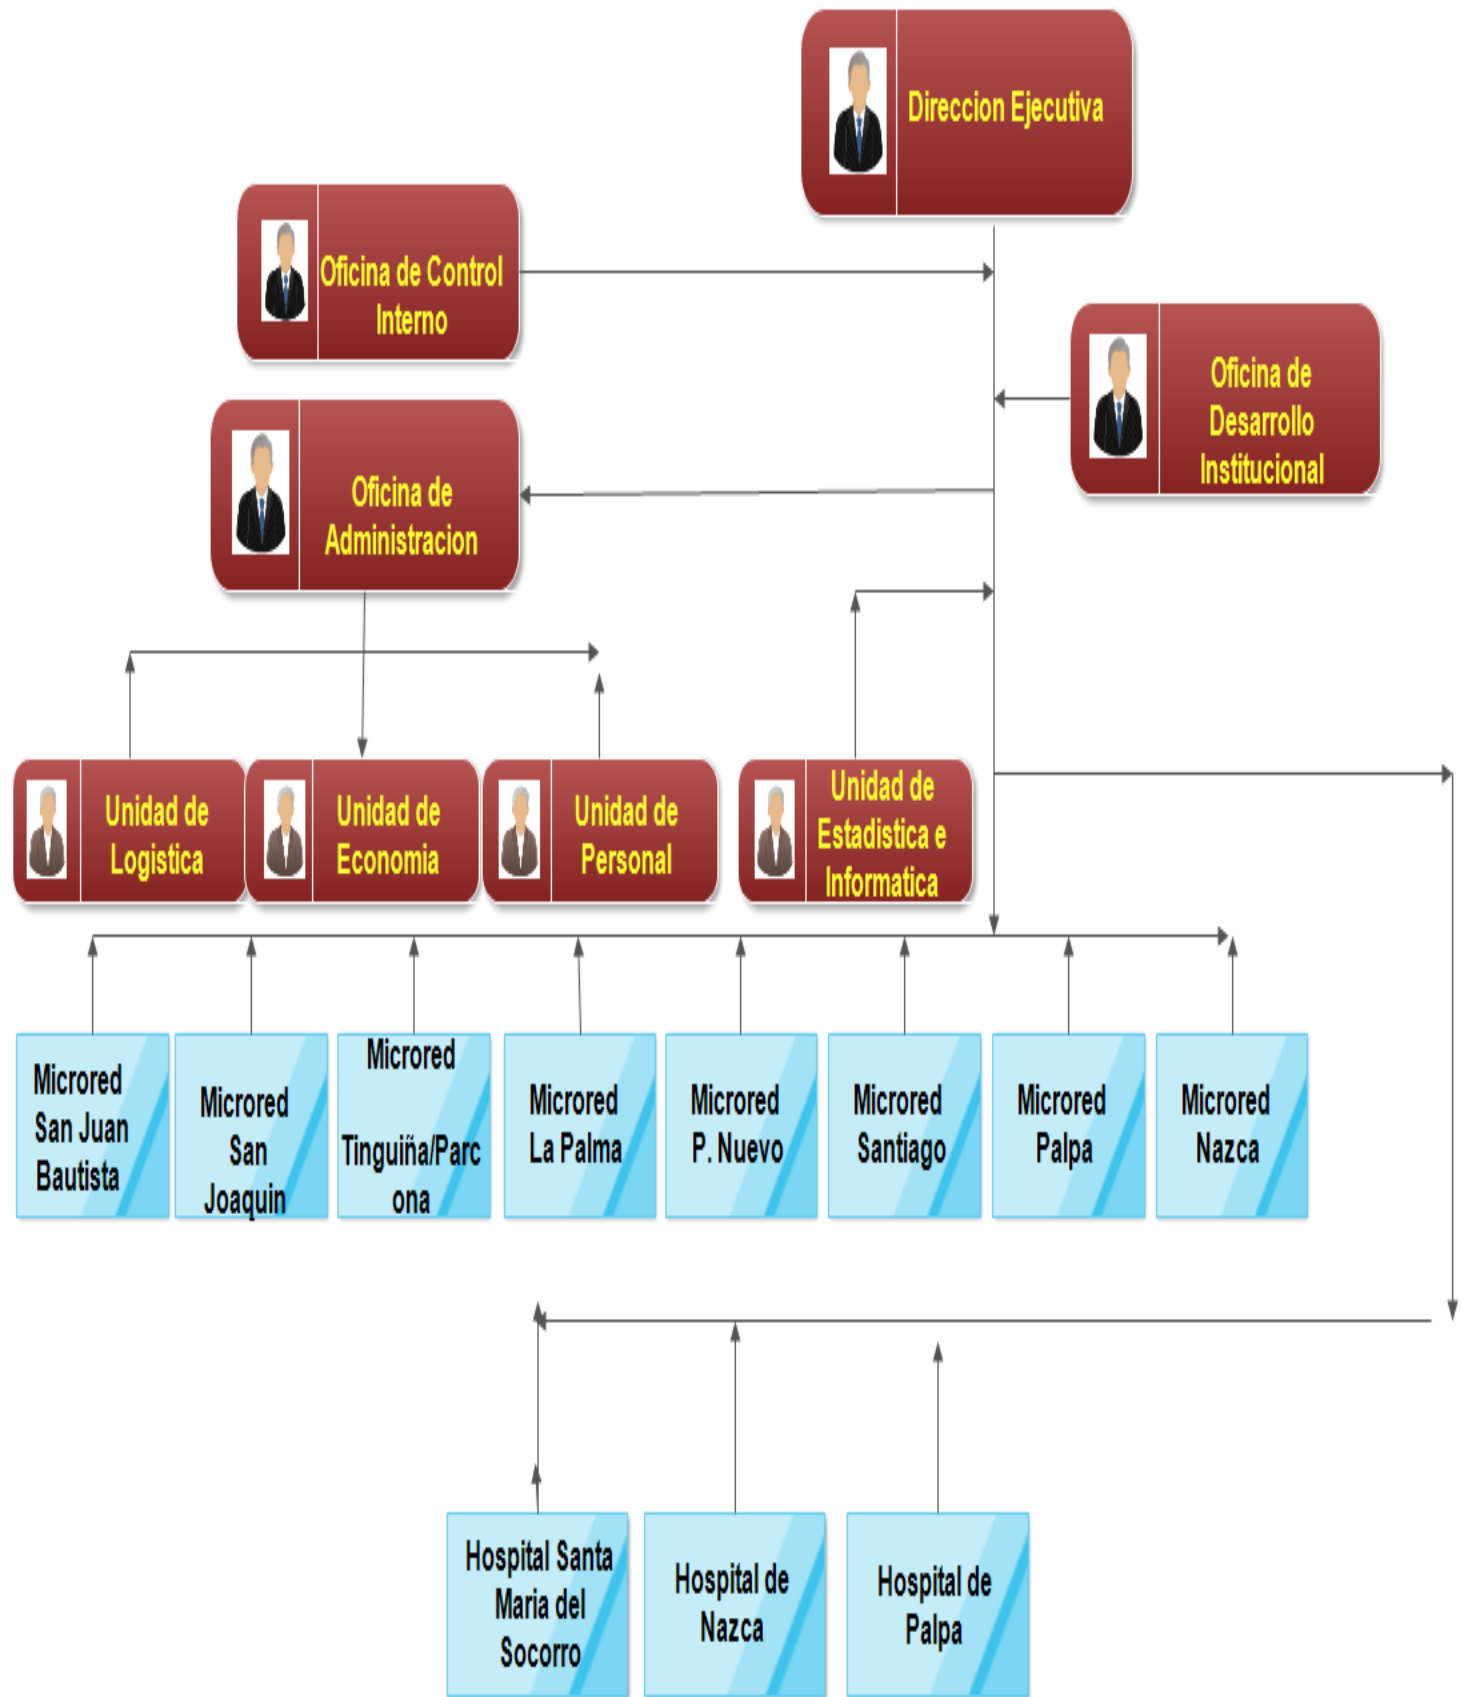 Direccion Ejecutiva
Oficina de Control
Interno
Oficina de
Desarrollo
Institucional
Oficina de
Administracion
Unidad de
Logistica
Unidad de
Economia
Unidad de
Personal
Unidad de
Estadistica e
Informatica
Microred
San Juan
Bautista
Microred
San
Joaquin
Microred
Tinguiña/Parc
ona
Microred
La Palma
Microred
P. Nuevo
Microred
Santiago
Microred
Palpa
Microred
Nazca
Hospital Santa
Maria del
Socorro
Hospital de
Nazca
Hospital de
Palpa